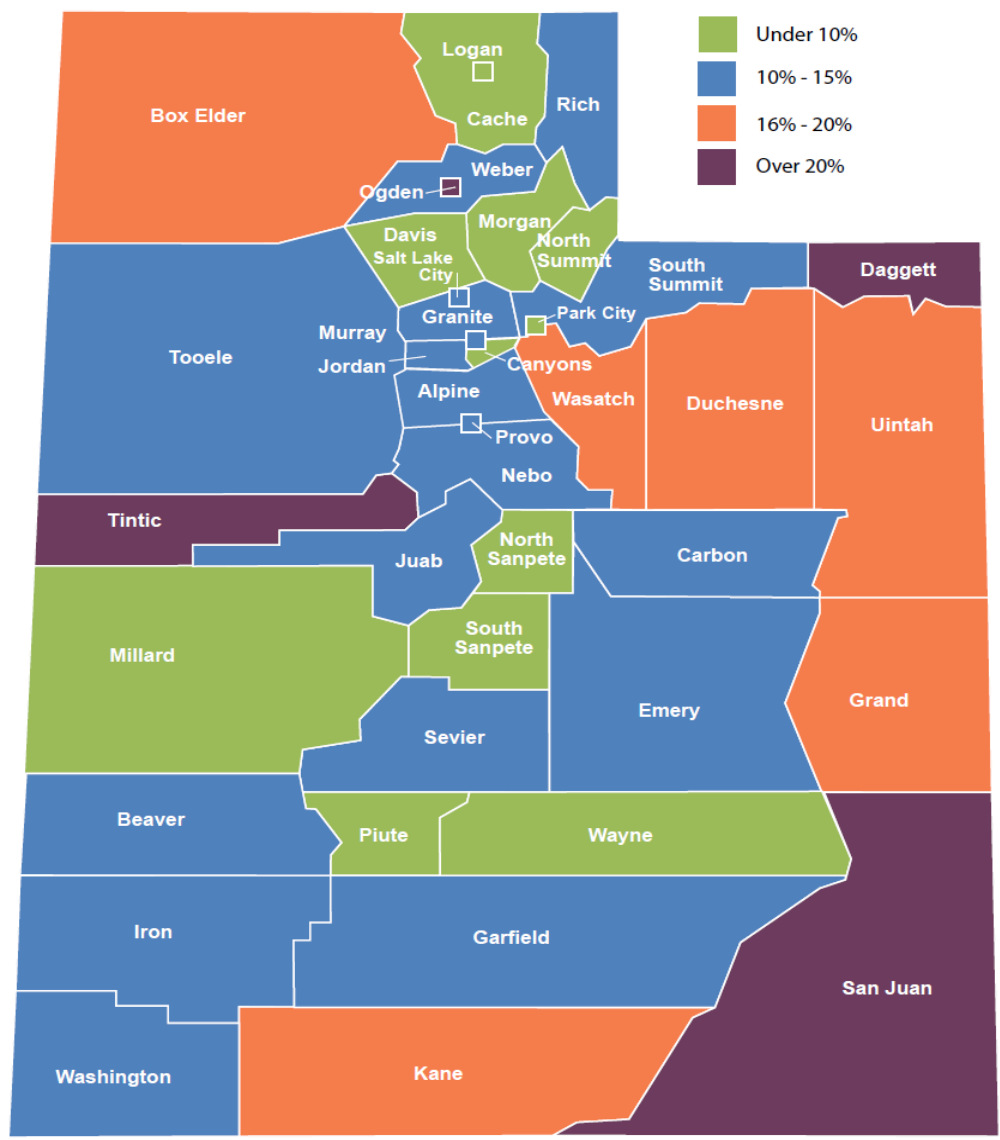 Under 10%
10% - 15%
16% - 20%
Over 20%
Logan
Cache
Rich
Box Elder
Weber
Ogden
Morgan
Davis
North
Summit
Salt Lake
City
South
Summit
Daggett
Granite
Park City
Murray
Jordan
Canyons
Tooele
Alpine
Wasatch
Duchesne
Uintah
Provo
Nebo
Tintic
Juab
North
Sanpete
Carbon
South
Sanpete
Millard
Emery
Grand
Sevier
Beaver
Piute
Wayne
Iron
Garfield
San Juan
Washington
Kane